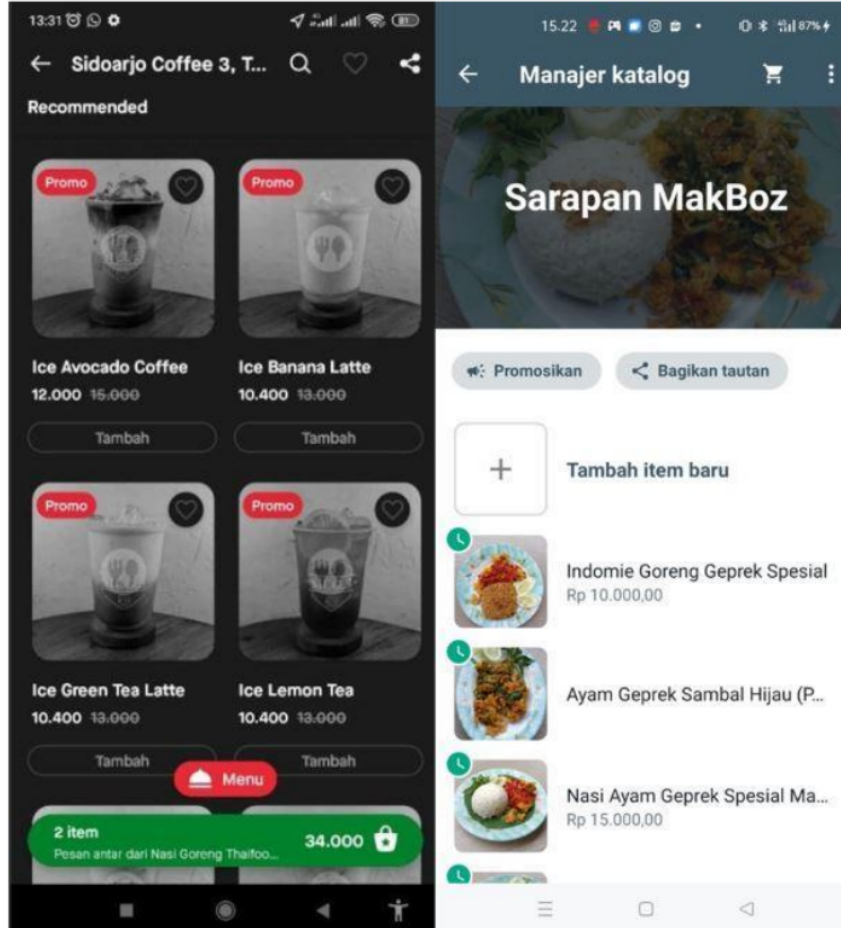 13:31
81
Sidoarjo Coffee 3, T...
Recommended
Promo
Promo
Ice Avocado Coffee
12.000 15.000
Tambah
Ice Banana Latte
10.400 13.000
Tambah
Promo
Promo
Ice Green Tea Latte
10.400 13.000
Tambah
Ice Lemon Tea
10.400 13.000
Tambah
Menu
2 item
Pesan antar dari Nasi Goreng Thaifoo...
34.000
15.22
87%
Manajer katalog
Sarapan MakBoz
Promosikan
Bagikan tautan
Tambah item baru
Indomie Goreng Geprek Spesial
Rp 10.000,00
Ayam Geprek Sambal Hijau (P...
Nasi Ayam Geprek Spesial Ma...
Rp 15.000,00